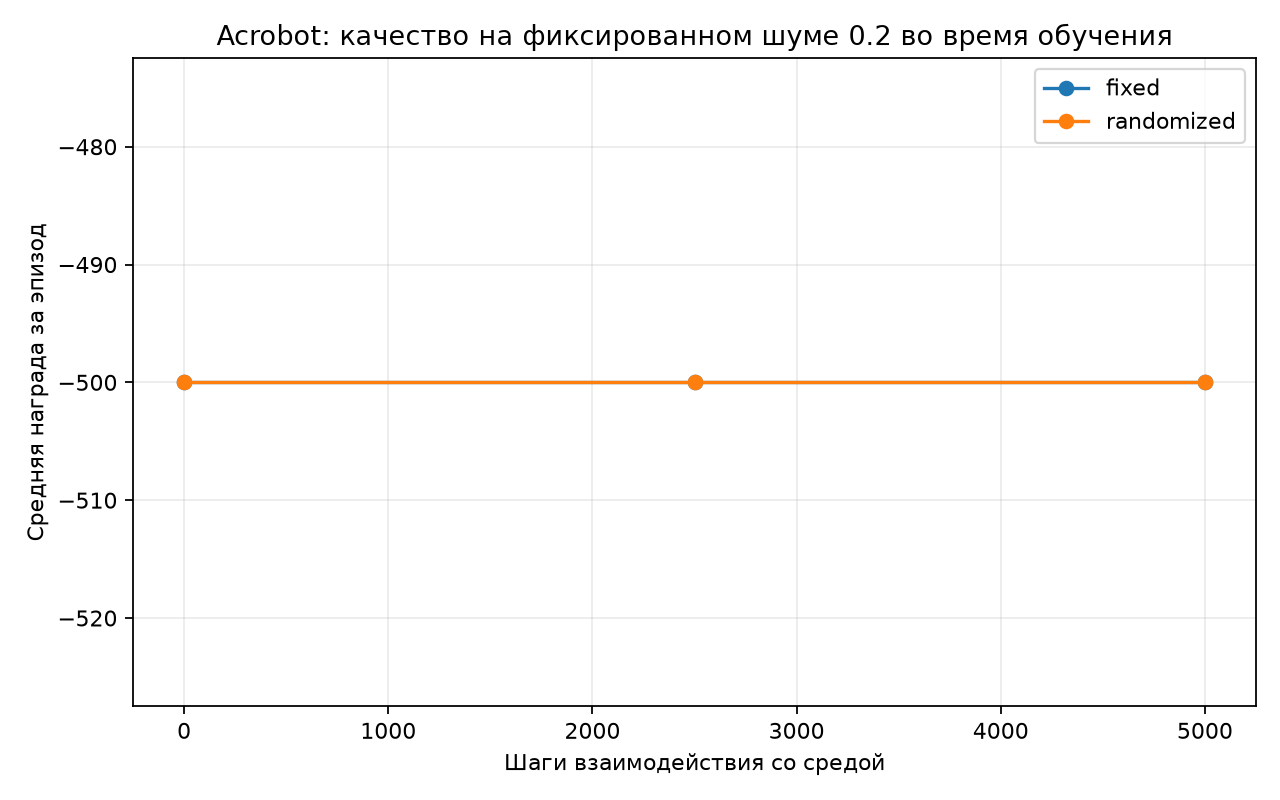 Acrobot: качество на фиксированном шуме 0.2 во время обучения
fixed
randomized
Средняя награда за эпизод
−480
−490
−500
−510
−520
0 1000 2000 3000 4000 5000
Шаги взаимодействия со средой